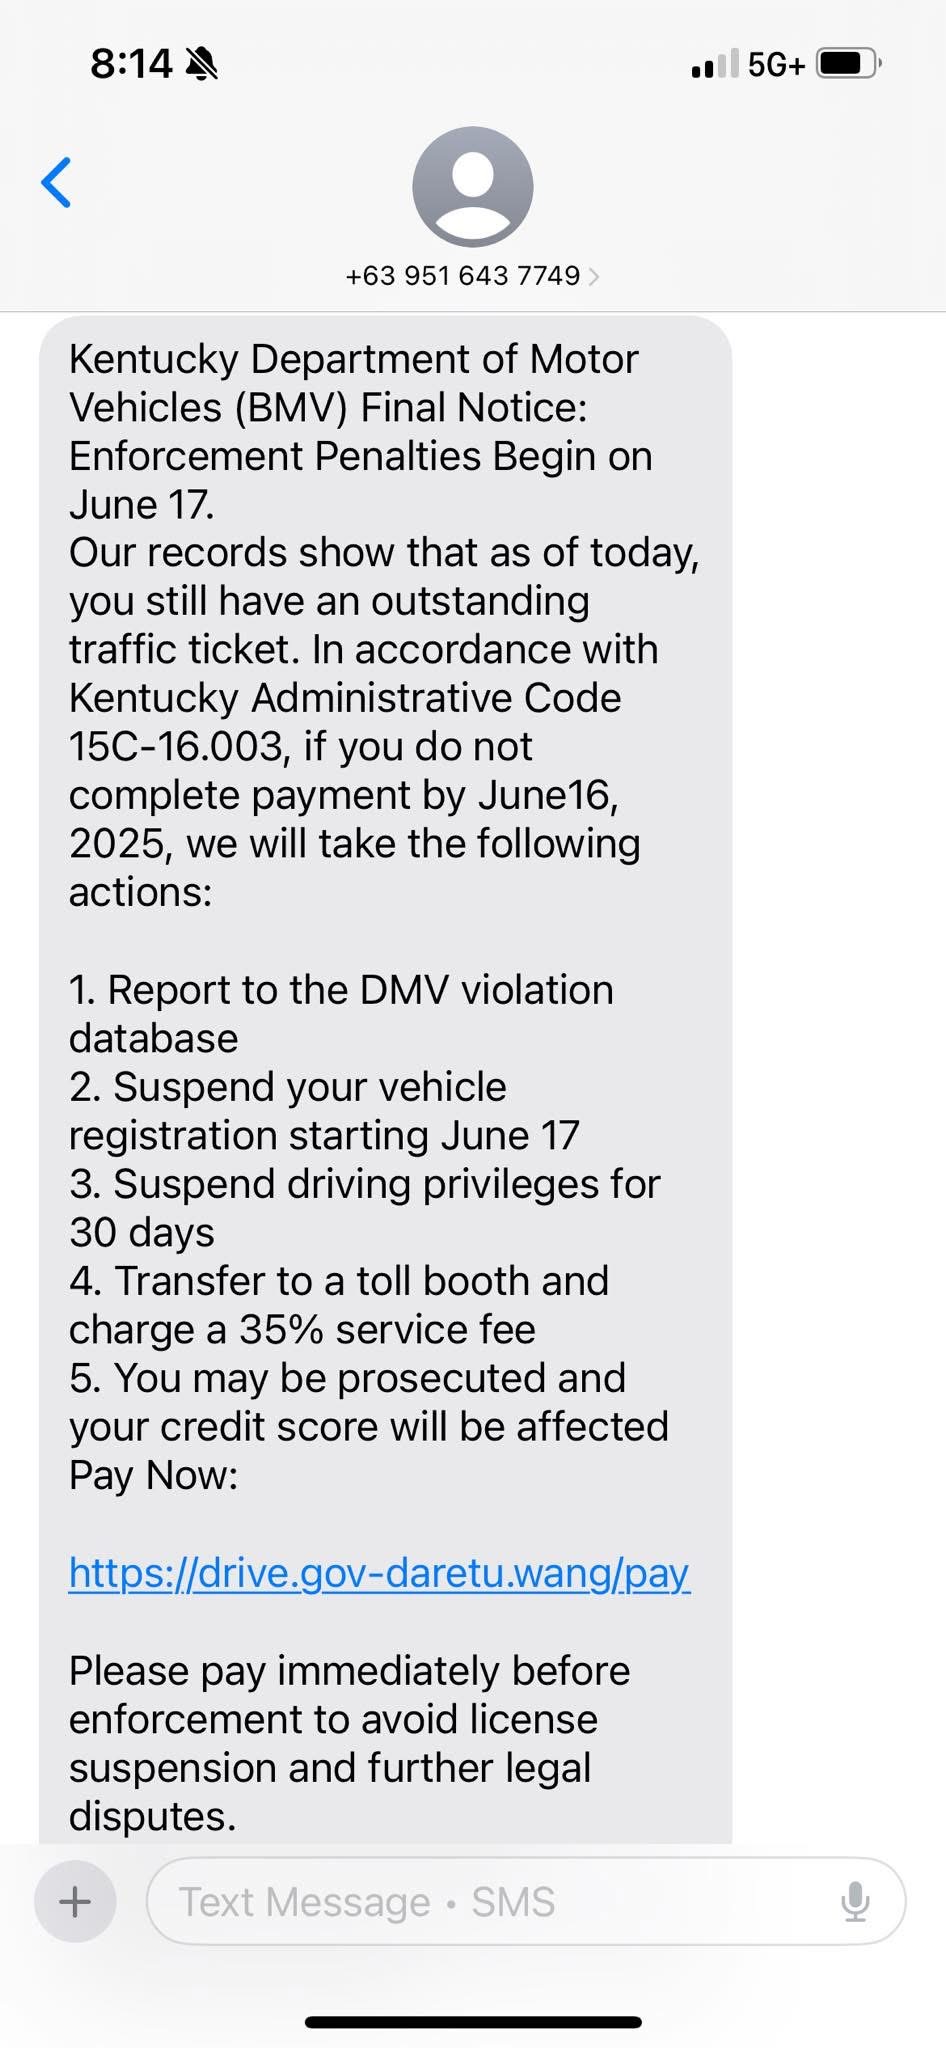 8:14
5G+
+63 951 643 7749
Kentucky Department of Motor
Vehicles (BMV) Final Notice:
Enforcement Penalties Begin on
June 17.
Our records show that as of today,
you still have an outstanding
traffic ticket. In accordance with
Kentucky Administrative Code
15C-16.003, if you do not
complete payment by June16,
2025, we will take the following
actions:
1. Report to the DMV violation
database
2. Suspend your vehicle
registration starting June 17
3. Suspend driving privileges for
30 days
4. Transfer to a toll booth and
charge a 35% service fee
5. You may be prosecuted and
your credit score will be affected
Pay Now:
https://drive.gov-daretu.wang/pay
Please pay immediately before
enforcement to avoid license
suspension and further legal
disputes.
Text Message • SMS